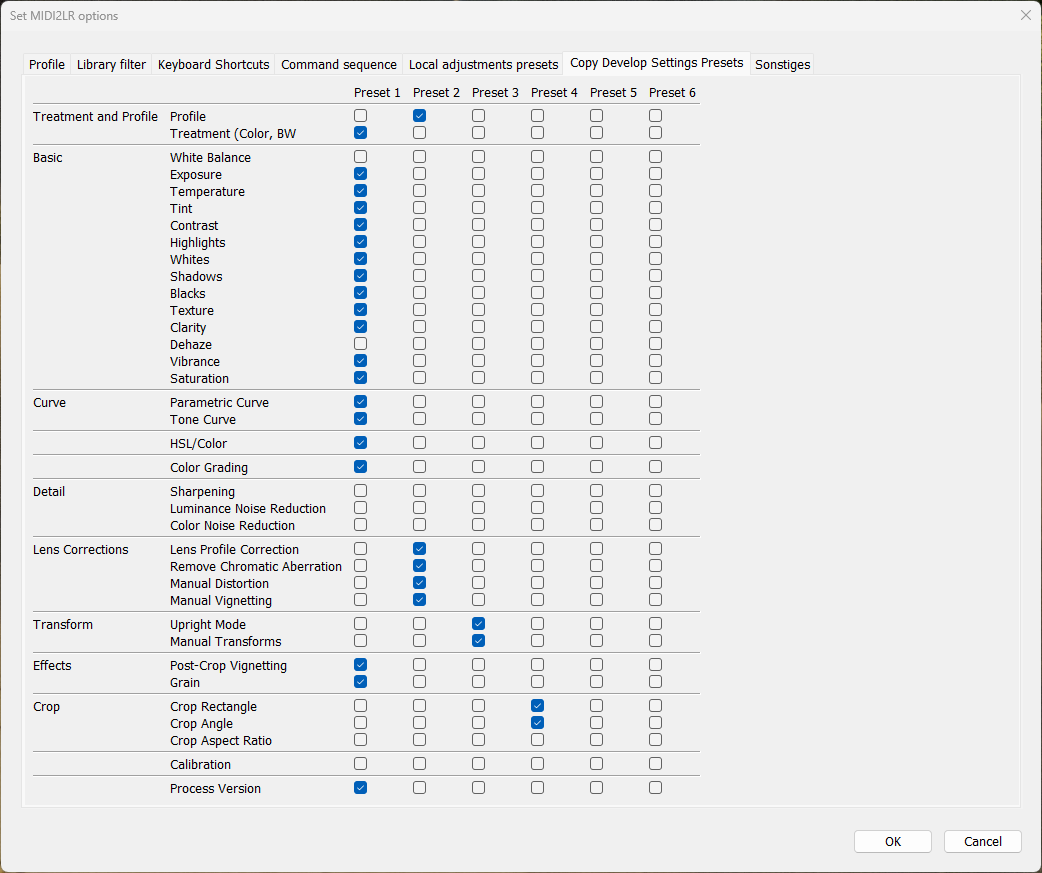 Set MIDI2LR options
Profile Library filter Keyboard Shortcuts Command sequence Local adjustments presets Copy Develop Settings Presets Sonstiges
Preset 1 Preset 2 Preset 3 Preset 4 Preset 5 Preset 6
Treatment and Profile Profile
Treatment (Color, BW
Basic White Balance
Exposure
Temperature
Tint
Contrast
Highlights
Whites
Shadows
Blacks
Texture
Clarity
Dehaze
Vibrance
Saturation
Curve Parametric Curve
Tone Curve
HSL/Color
Color Grading
Detail Sharpening
Luminance Noise Reduction
Color Noise Reduction
Lens Corrections Lens Profile Correction
Remove Chromatic Aberration
Manual Distortion
Manual Vignetting
Transform Upright Mode
Manual Transforms
Effects Post-Crop Vignetting
Grain
Crop Crop Rectangle
Crop Angle
Crop Aspect Ratio
Calibration
Process Version
OK Cancel